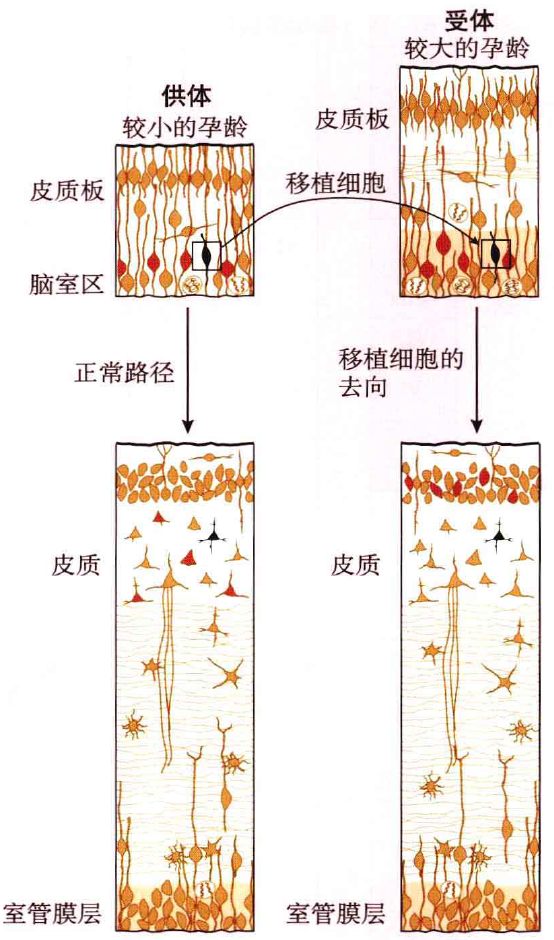 受体
较大的孕龄
供体
较小的孕龄
皮质板
皮质板
移植细胞
脑室区
正常路径
移植细胞的
去向
皮质
皮质
室管膜层
室管膜层